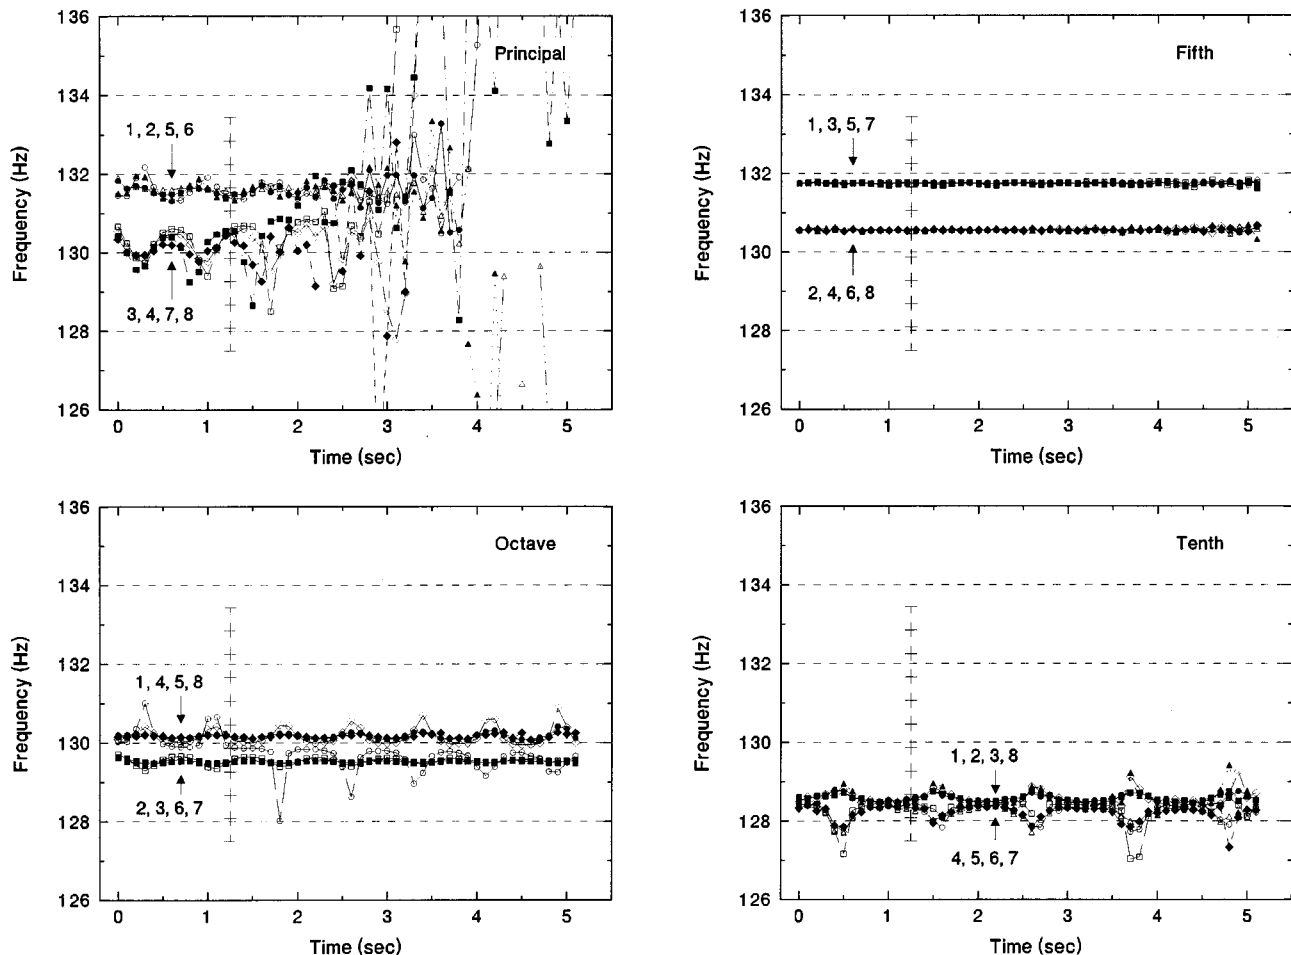 136
134
132
130
128
126
Frequency (Hz)
Principal
1, 2, 5, 6
3, 4, 7, 8
0 1 2 3 4 5
Time (sec)
136
134
132
130
128
126
Frequency (Hz)
Fifth
1, 3, 5, 7
2, 4, 6, 8
0 1 2 3 4 5
Time (sec)
136
134
132
130
128
126
Frequency (Hz)
Octave
1, 4, 5, 8
2, 3, 6, 7
0 1 2 3 4 5
Time (sec)
136
134
132
130
128
126
Frequency (Hz)
Tenth
1, 2, 3, 8
4, 5, 6, 7
0 1 2 3 4 5
Time (sec)